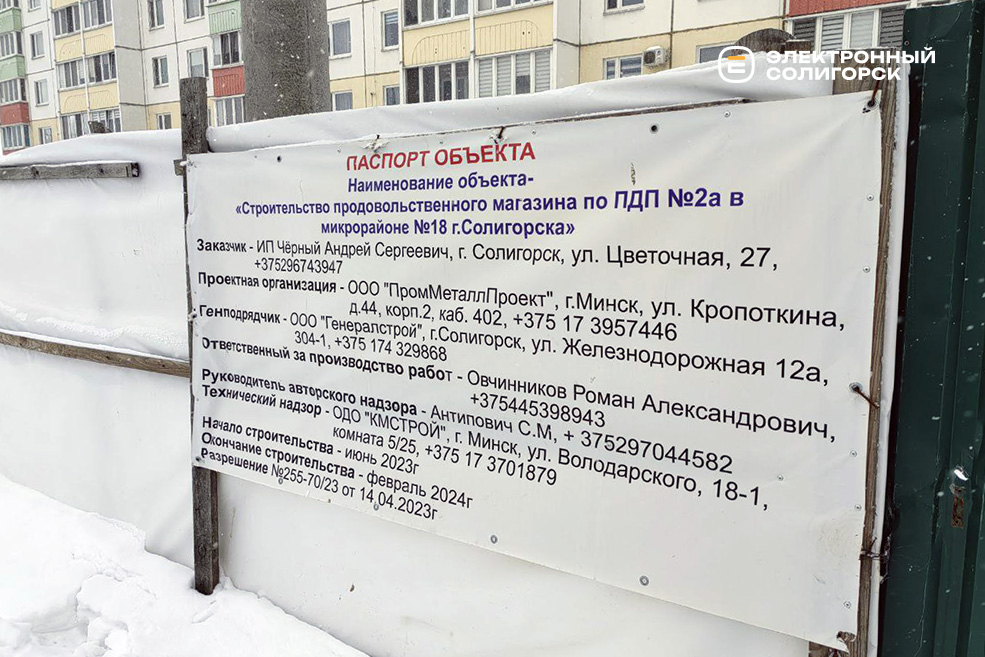 ЭЛЕКТРОННЫЙ
СОЛИГОРСК
ПАСПОРТ ОБЪЕКТА
Наименование объекта-
«Строительство продовольственного магазина по ПДП №2а в
микрорайоне №18 г.Солигорска»
Заказчик - ИП Чёрный Андрей Сергеевич, г. Солигорск, ул. Цветочная, 27,
+375296743947
Проектная организация - ООО "ПромМеталлПроект", г.Минск, ул. Кропоткина,
д.44, корп.2, каб. 402, +375 17 3957446
Генподрядчик - ООО "Генералстрой", г.Солигорск, ул. Железнодорожная 12а,
304-1, +375 174 329868
Ответственный за производство работ - Овчинников Роман Александрович,
+375445398943
Руководитель авторского надзора - Антипович С.М, + 375297044582
Технический надзор - ОДО "КМСТРОЙ", г. Минск, ул. Володарского, 18-1,
комната 5/25, +375 17 3701879
Начало строительства - июнь 2023г
Окончание строительства - февраль 2024г
Разрешение №255-70/23 от 14.04.2023г